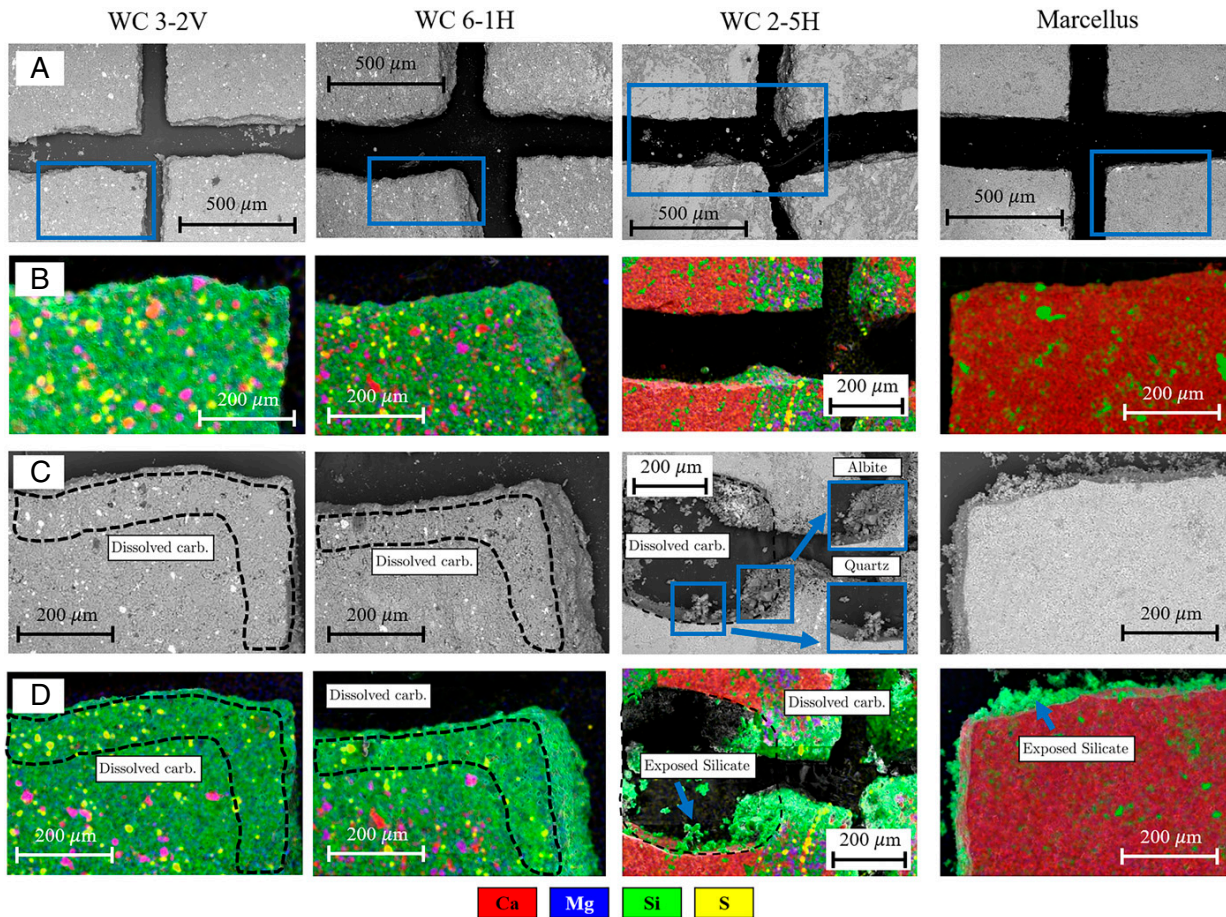 WC 3-2V WC 6-1H WC 2-5H Marcellus
A
500 μm 500 μm 500 μm 500 μm
B
200 μm 200 μm 200 μm 200 μm
C
200 μm Albite
Dissolved carb. Dissolved carb. Dissolved carb.
Quartz
200 μm 200 μm 200 μm
D
Dissolved carb. Dissolved carb.
Dissolved carb. Exposed Silicate Exposed Silicate
200 μm 200 μm 200 μm 200 μm
Ca Mg Si S